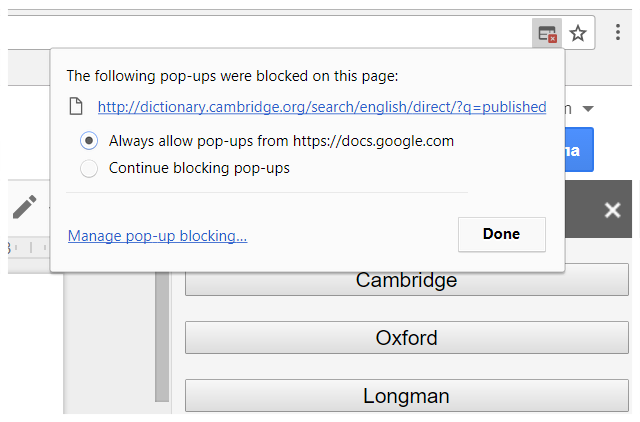 The following pop-ups were blocked on this page:
http://dictionary.cambridge.org/search/english/direct/?q=published
Always allow pop-ups from https://docs.google.com
Continue blocking pop-ups
Manage pop-up blocking...
Done
Cambridge
Oxford
Longman